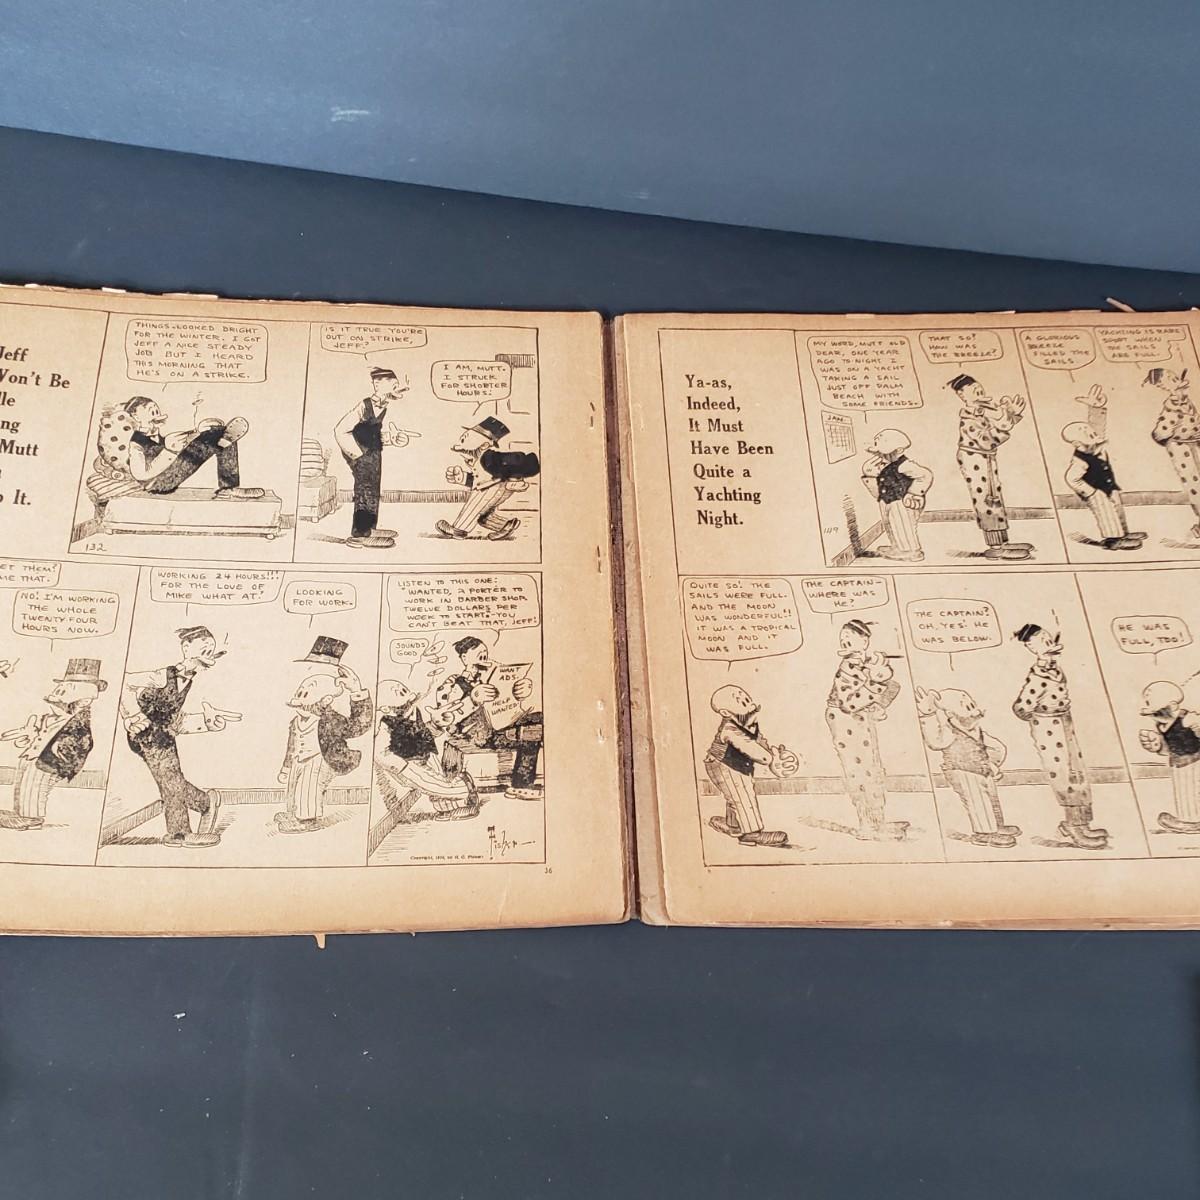 Jeff
Won't Be
Mutt
It.
THINGS LOOKED BRIGHT
FOR THE WINTER. I GOT
JEFF A NICE STEADY
JOB BUT I HEARD
THIS MORNING THAT
HE'S ON A STRIKE.
132
IS IT TRUE YOU'RE
OUT ON STRIKE,
JEFF?
I AM, MUTT.
I STRUCK
FOR SHORTER
HOURS!
THEM?
ME THAT.
NO! I'M WORKING
THE WHOLE
TWENTY-FOUR
HOURS NOW.
WORKING 24 HOURS!!!
FOR THE LOVE OF
MIKE WHAT AT?
LOOKING
FOR WORK.
LISTEN TO THIS ONE:
"WANTED, A PORTER TO
WORK IN BARBER SHOP.
TWELVE DOLLARS PER
WEEK TO START."-YOU
CAN'T BEAT THAT, JEFF!
SOUNDS
GOOD
WANT
ADS.
HELP
WANTED
Fisher
36
Ya-as,
Indeed,
It Must
Have Been
Quite a
Yachting
Night.
MY WORD, MUTT OLD
DEAR, ONE YEAR
AGO TO-NIGHT I
WAS ON A YACHT
TAKING A SAIL
JUST OFF PALM
BEACH WITH
SOME FRIENDS.
JAN.
THAT SO?
HOW WAS
THE BREEZE?
A GLORIOUS
BREEZE
FILLED THE
SAILS.
YACHTING IS RARE
SPORT WHEN
THE SAILS
ARE FULL.
QUITE SO! THE
SAILS WERE FULL.
AND THE MOON
WAS WONDERFUL!!
IT WAS A TROPICAL
MOON AND IT
WAS FULL.
THE CAPTAIN-
WHERE WAS
HE?
THE CAPTAIN?
OH, YES. HE
WAS BELOW.
HE WAS
FULL, TOO!